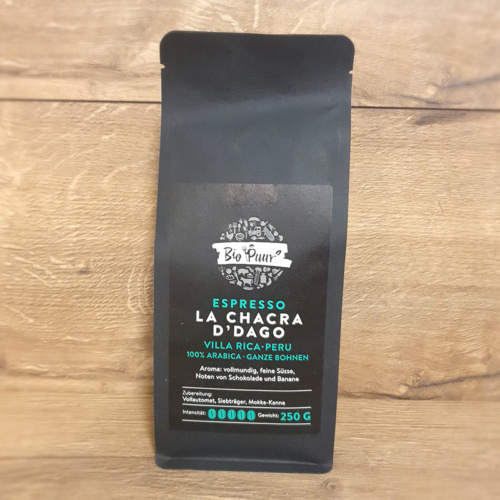 Bio Puur
ESPRESSO
LA CHACRA
D'DAGO
VILLA RICA·PERU
100% ARABICA·GANZE BOHNEN
Aroma: vollmundig, feine Süsse,
Noten von Schokolade und Banane
Zubereitung:
Vollautomat, Siebträger, Mokka-Kanne
Intensität: Gewicht: 250 G